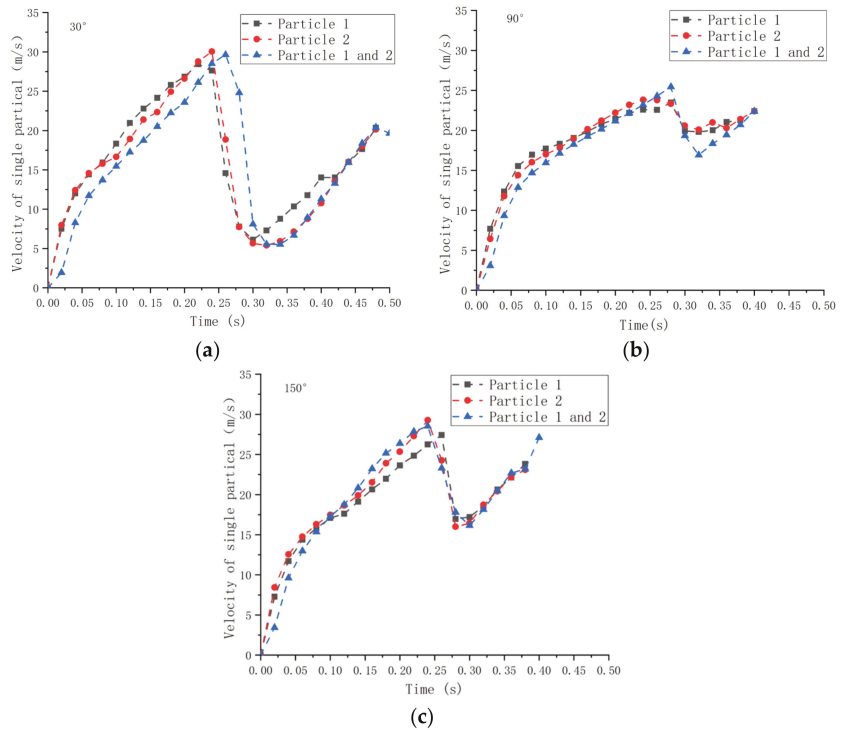 30°
Particle 1
Particle 2
Particle 1 and 2
Velocity of single partical (m/s)
35
30
25
20
15
10
5
0
0.00 0.05 0.10 0.15 0.20 0.25 0.30 0.35 0.40 0.45 0.50
Time (s)
(a)
90°
Particle 1
Particle 2
Particle 1 and 2
Velocity of single partical (m/s)
35
30
25
20
15
10
5
0
0.00 0.05 0.10 0.15 0.20 0.25 0.30 0.35 0.40 0.45 0.50
Time(s)
(b)
150°
Particle 1
Particle 2
Particle 1 and 2
Velocity of single partical (m/s)
35
30
25
20
15
10
5
0
0.00 0.05 0.10 0.15 0.20 0.25 0.30 0.35 0.40 0.45 0.50
Time (s)
(c)